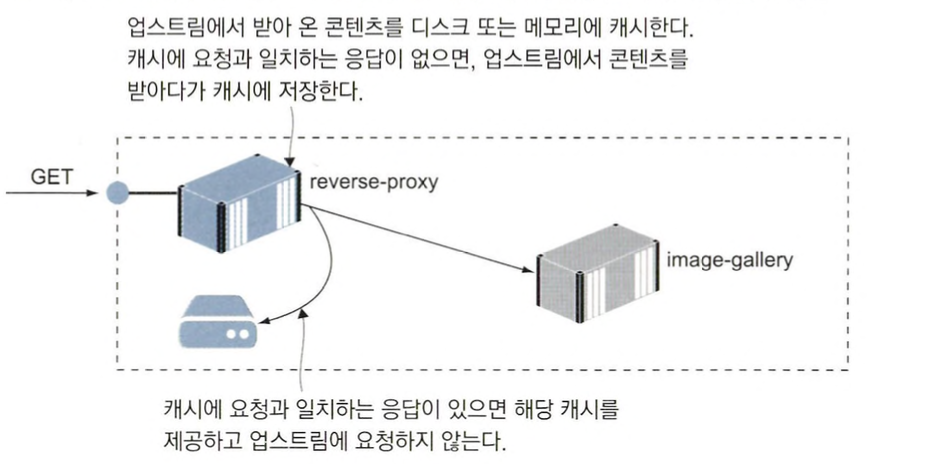 업스트림에서 받아 온 콘텐츠를 디스크 또는 메모리에 캐시한다.
캐시에 요청과 일치하는 응답이 없으면, 업스트림에서 콘텐츠를
받아다가 캐시에 저장한다.
GET
reverse-proxy
image-gallery
캐시에 요청과 일치하는 응답이 있으면 해당 캐시를
제공하고 업스트림에 요청하지 않는다.